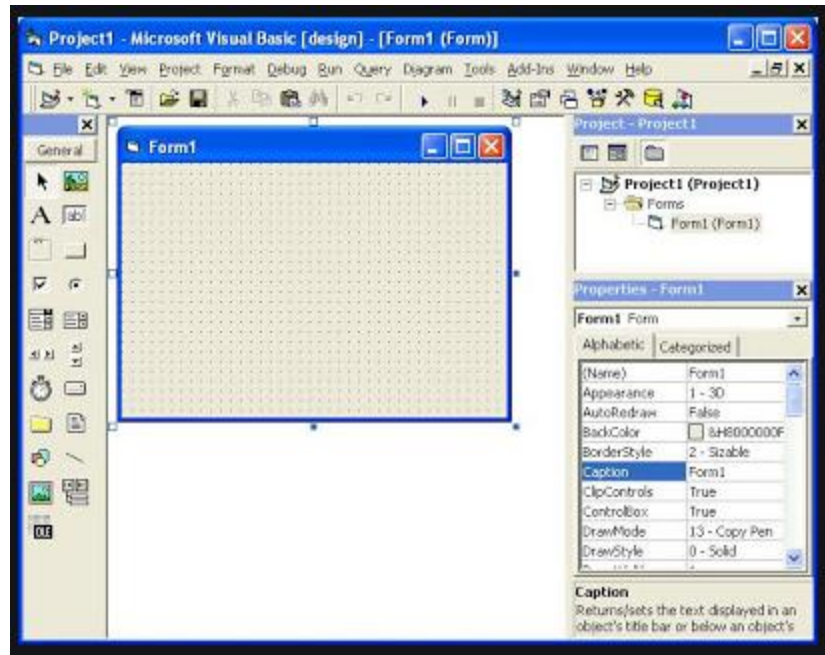 Project1 - Microsoft Visual Basic [design] - [Form1 (Form)]
File Edit View Project Format Debug Run Query Diagram Tools Add-Ins Window Help
General
Form1
A
abl
OLE
Project - Project1
Project1 (Project1)
Forms
Form1 (Form1)
Properties - Form1
Form1 Form
Alphabetic Categorized
(Name) Form1
Appearance 1 - 3D
AutoRedraw False
BackColor &H8000000F
BorderStyle 2 - Sizable
Caption Form1
ClipControls True
ControlBox True
DrawMode 13 - Copy Pen
DrawStyle 0 - Solid
Caption
Returns/sets the text displayed in an
object's title bar or below an object's